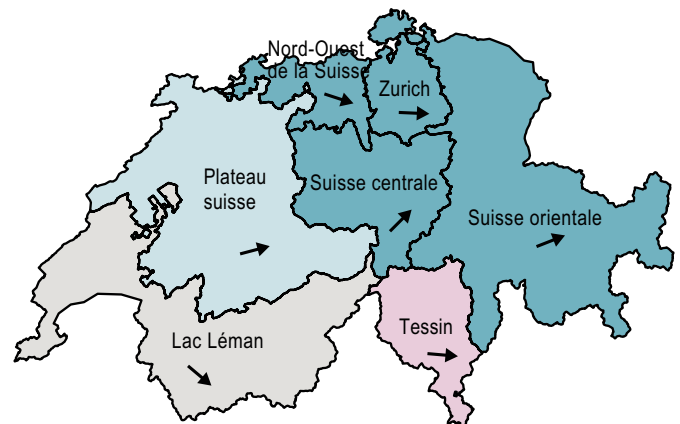 Nord-Ouest
de la Suisse
Zurich
Plateau
suisse
Suisse centrale
Suisse orientale
Lac Léman
Tessin